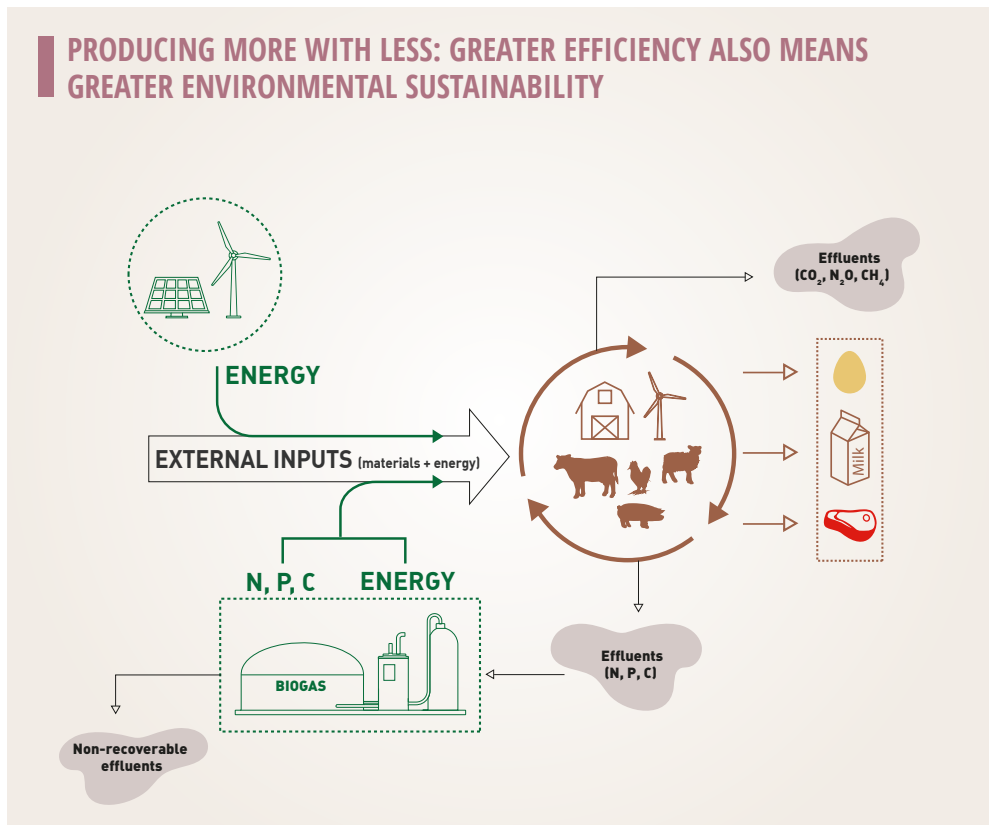 PRODUCING MORE WITH LESS: GREATER EFFICIENCY ALSO MEANS
GREATER ENVIRONMENTAL SUSTAINABILITY
Effluents
(CO₂, N₂O, CH₄)
ENERGY
EXTERNAL INPUTS (materials + energy)
Milk
N, P, C
ENERGY
BIOGAS
Effluents
(N, P, C)
Non-recoverable
effluents